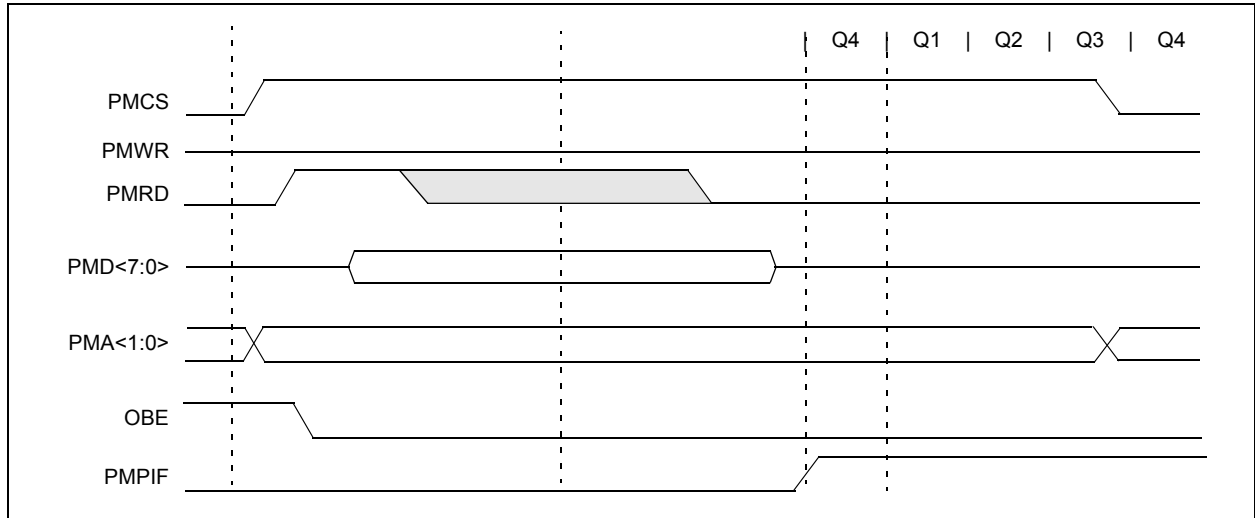 | Q4 | Q1 | Q2 | Q3 | Q4
PMCS
PMWR
PMRD
PMD<7:0>
PMA<1:0>
OBE
PMPIF